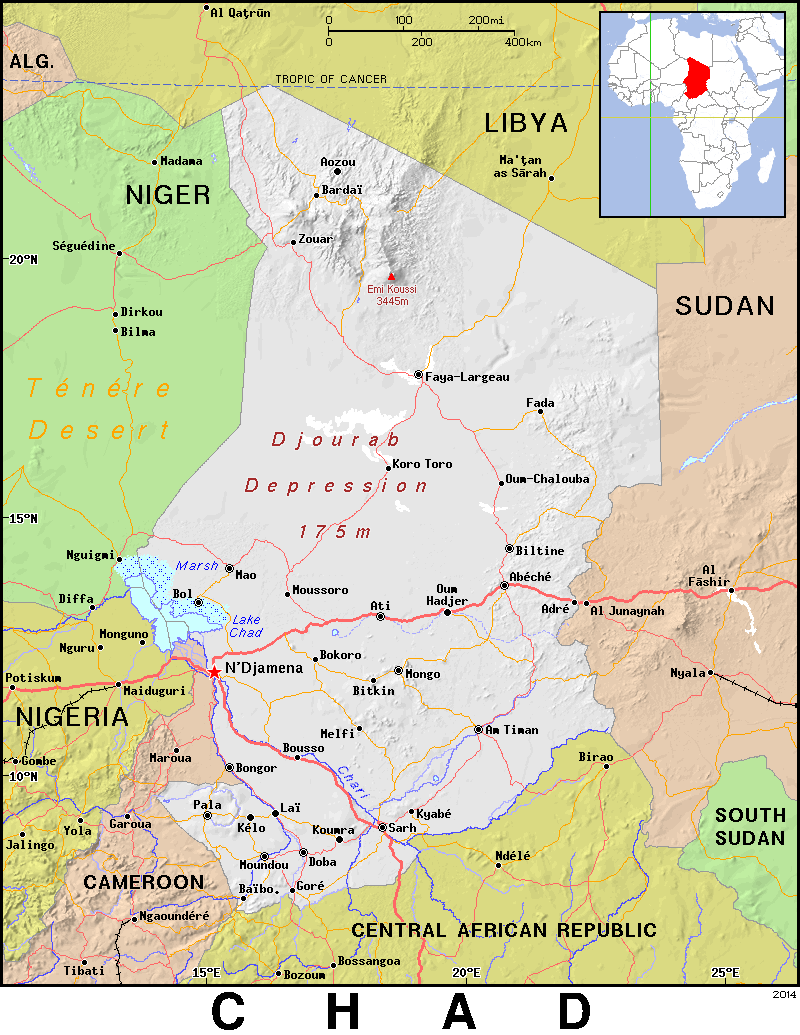 Al Qaṭrūn
0 100 200mi
0 200 400km
ALG.
TROPIC OF CANCER
LIBYA
Ma'ṭan
as Sārah
Madama
Aozou
Bardaï
NIGER
Zouar
Séguédine
20°N
Emi Koussi
3445m
SUDAN
Dirkou
Bilma
Faya-Largeau
Ténére
Desert
Fada
Djourab
Depression
175m
Koro Toro
Oum-Chalouba
15°N
Nguigmi
Biltine
Marsh
Mao
Abéché
Al
Fāshir
Bol
Moussoro
Oum
Hadjer
Diffa
Ati
Adré
Al Junaynah
Lake
Chad
Monguno
Nguru
Bokoro
N'Djamena
Mongo
Nyala
Potiskum
Bitkin
Maiduguri
NIGERIA
Melfi
Am Timan
Bousso
Maroua
Gombe
Birao
Bongor
10°N
Chari
Pala
Laï
Kyabé
SOUTH
SUDAN
Garoua
Kélo
Yola
Koumra
Sarh
Jalingo
Moundou
Doba
Ndélé
CAMEROON
Baïbo.
Goré
Ngaoundéré
CENTRAL AFRICAN REPUBLIC
Tibati
Bossangoa
Bozoum
15°E
20°E
25°E
2014
CHAD